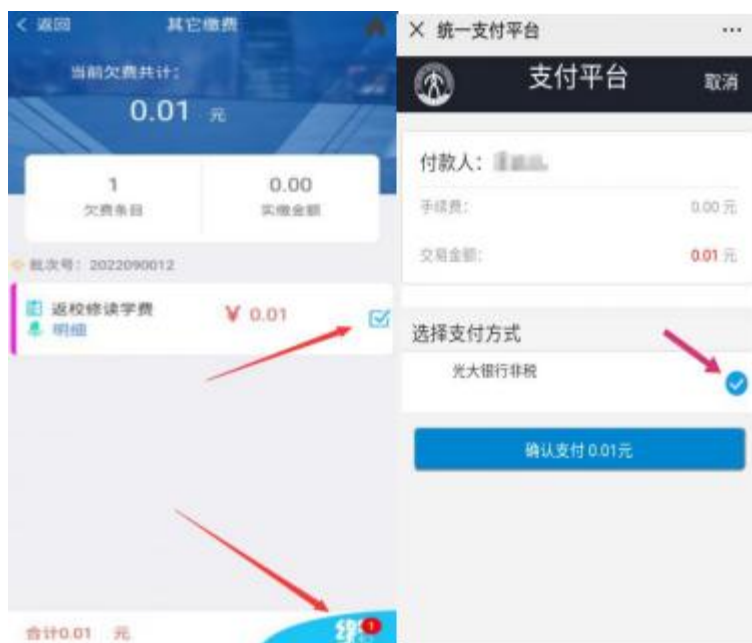 返回 其它缴费
当前欠费共计:
0.01 元
1 0.00
欠费条目 实缴金额
批次号: 2022090012
返校修读学费 ¥ 0.01
明细
合计0.01 元
1
统一支付平台
支付平台 取消
付款人:
手续费: 0.00 元
交易金额: 0.01 元
选择支付方式
光大银行非税
确认支付 0.01元